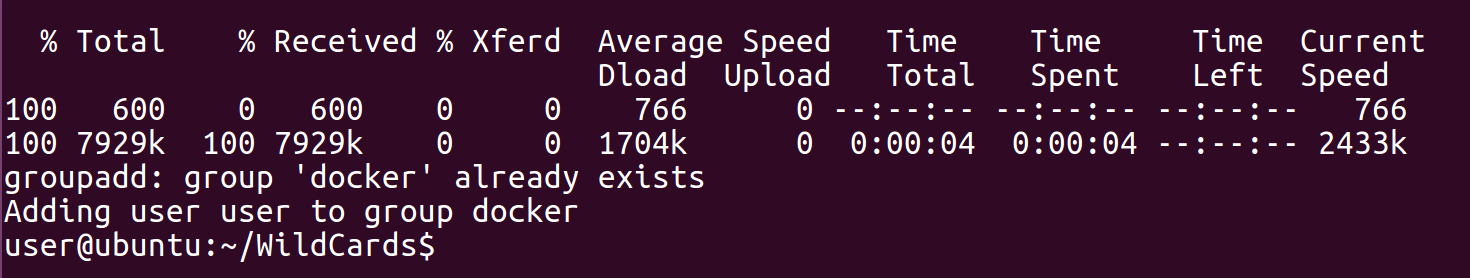 % Total % Received % Xferd Average Speed Time Time Time Current
Dload Upload Total Spent Left Speed
100 600 0 600 0 0 766 0 --:--:-- --:--:-- --:--:-- 766
100 7929k 100 7929k 0 0 1704k 0 0:00:04 0:00:04 --:--:-- 2433k
groupadd: group 'docker' already exists
Adding user user to group docker
user@ubuntu:~/WildCards$